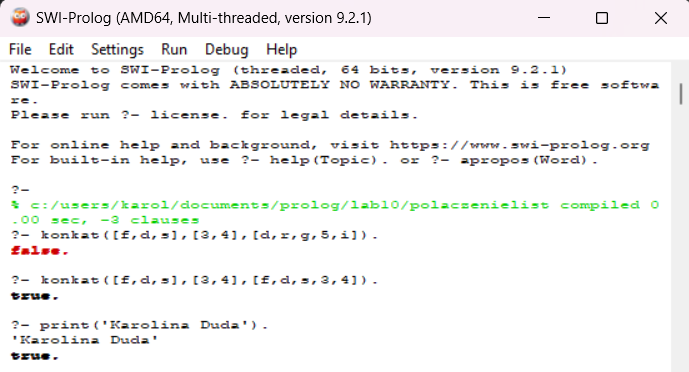 SWI-Prolog (AMD64, Multi-threaded, version 9.2.1)
File Edit Settings Run Debug Help
Welcome to SWI-Prolog (threaded, 64 bits, version 9.2.1)
SWI-Prolog comes with ABSOLUTELY NO WARRANTY. This is free softwa
re.
Please run ?- license. for legal details.
For online help and background, visit https://www.swi-prolog.org
For built-in help, use ?- help(Topic). or ?- apropos(Word).
?-
% c:/users/karol/documents/prolog/lab10/polaczenielist compiled 0
.00 sec, -3 clauses
?- konkat([f,d,s],[3,4],[d,r,g,5,i]).
false.
?- konkat([f,d,s],[3,4],[f,d,s,3,4]).
true.
?- print('Karolina Duda').
'Karolina Duda'
true.